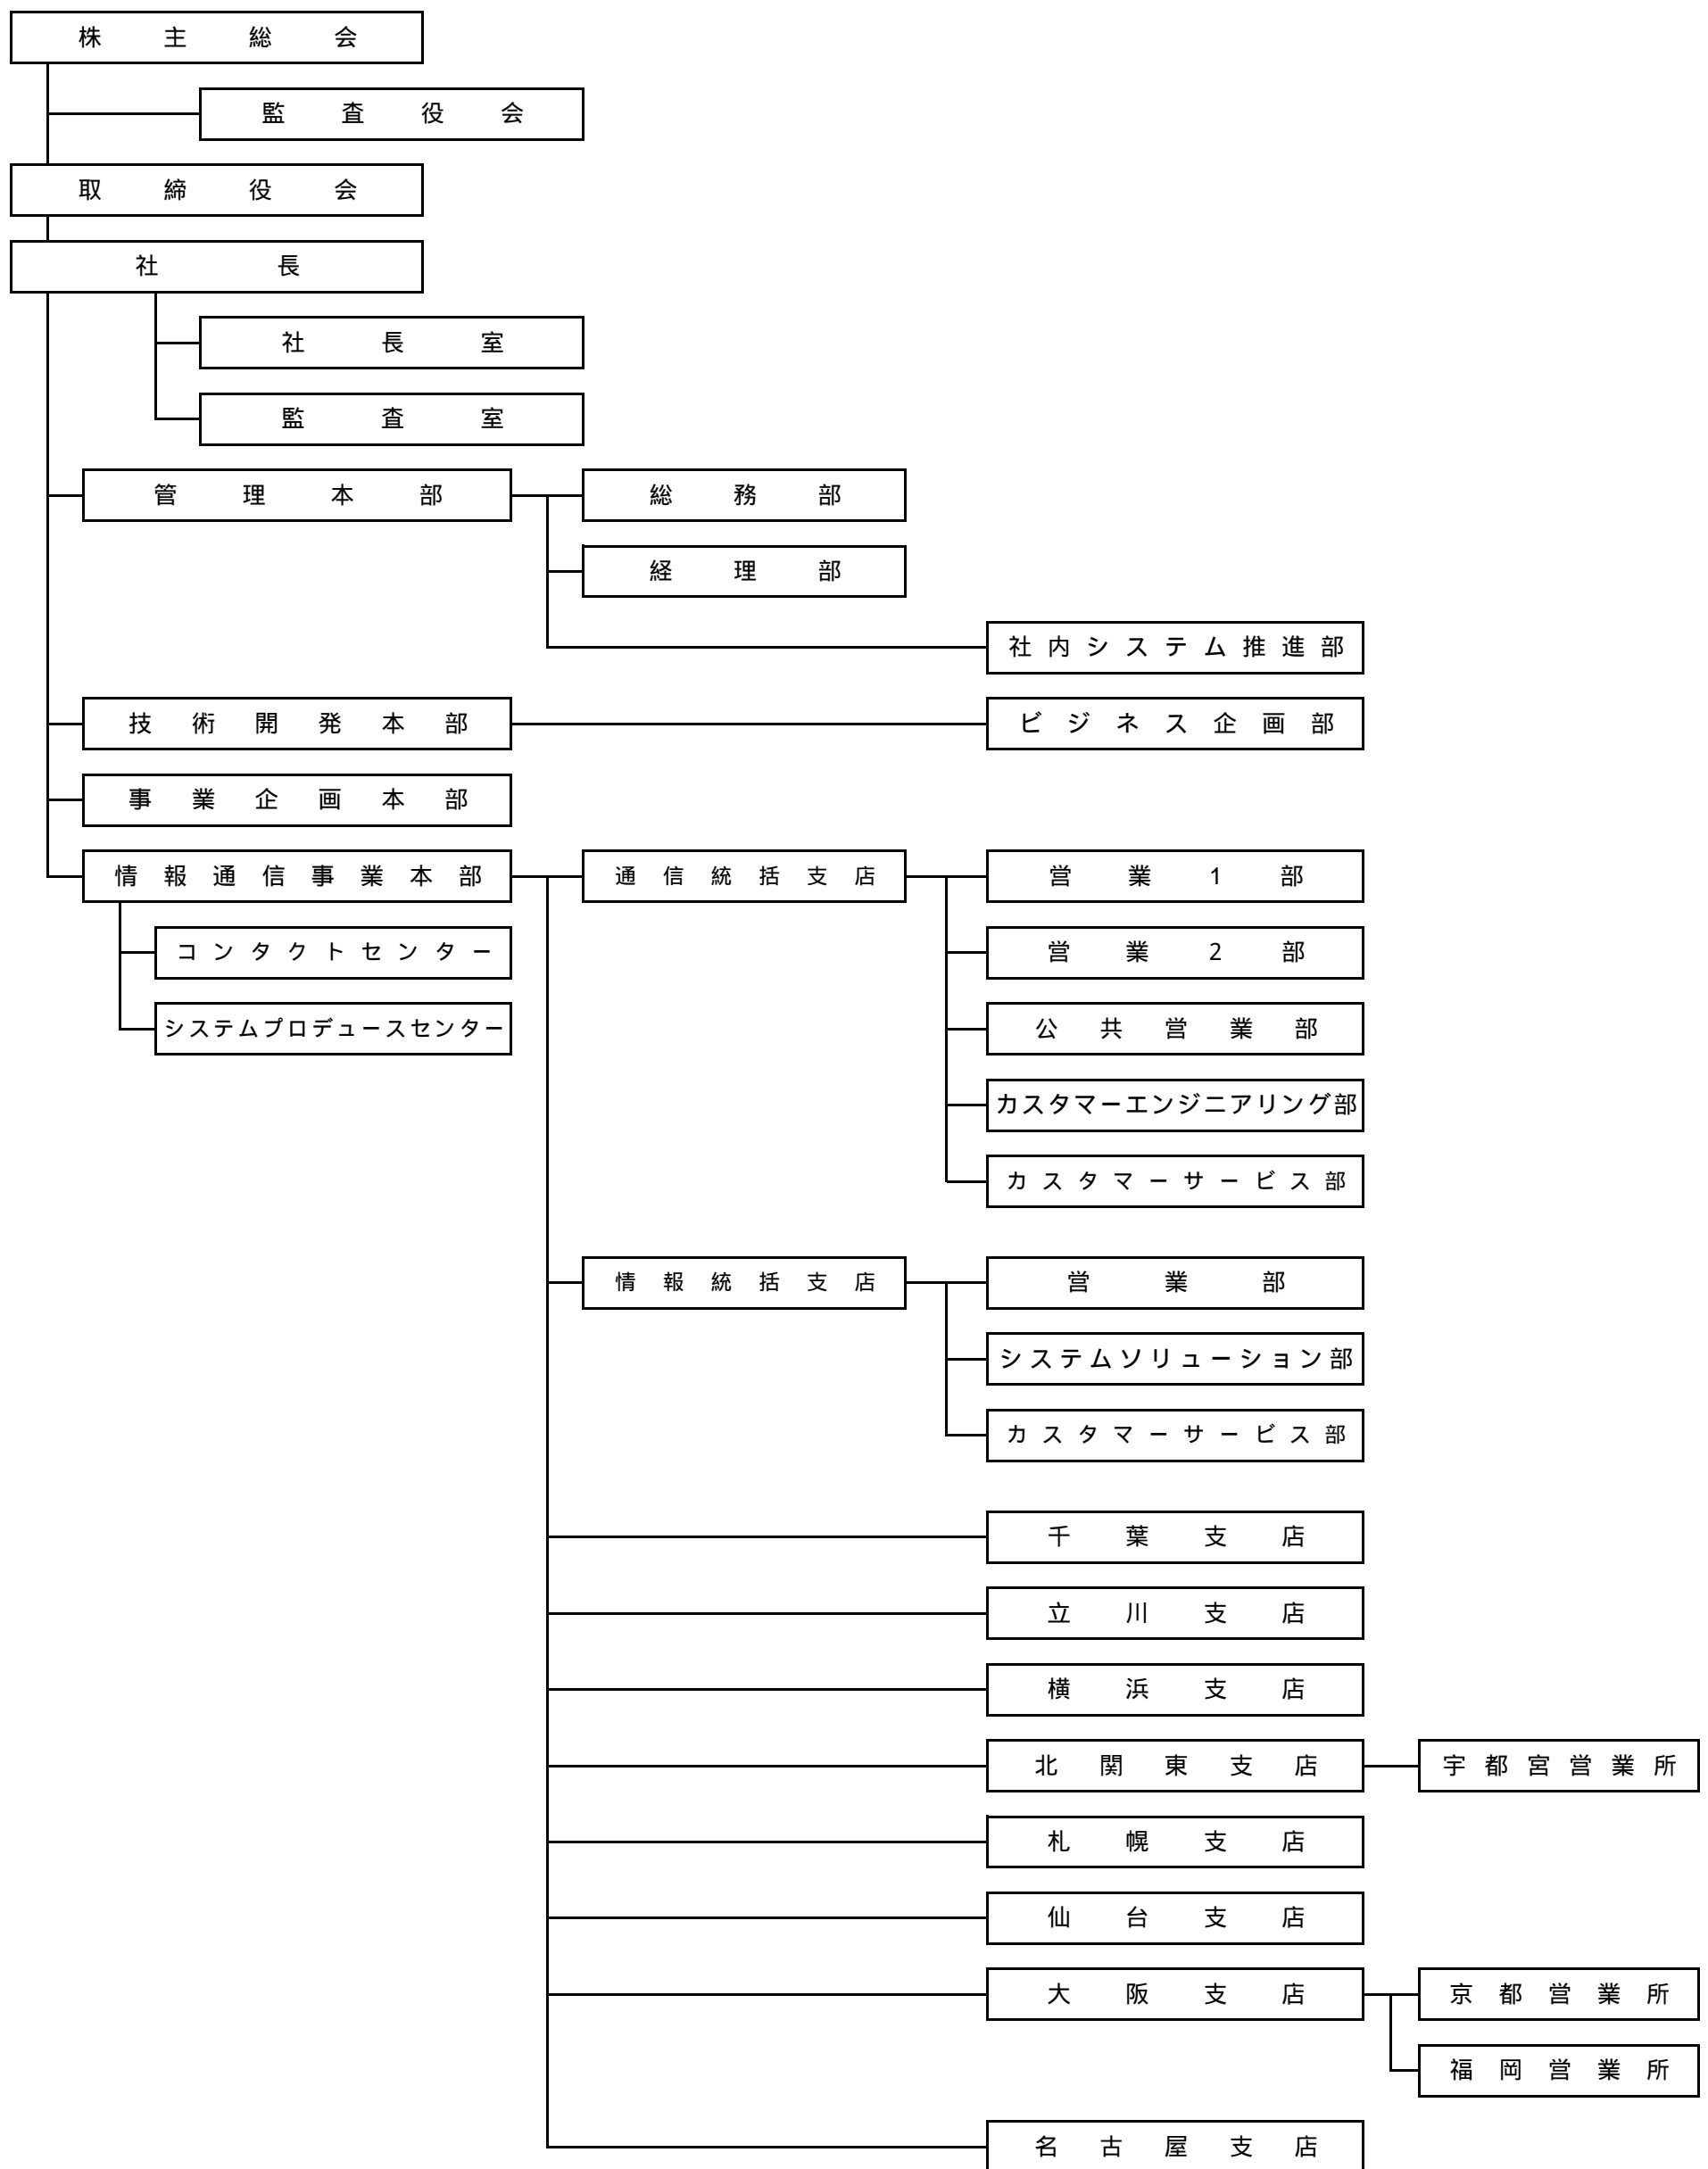 株主総会
監査役会
取締役会
社長
社長室
監査室
管理本部 総務部
経理部
社内システム推進部
技術開発本部 ビジネス企画部
事業企画本部
情報通信事業本部 通信統括支店 営業1部
コンタクトセンター 営業2部
システムプロデュースセンター 公共営業部
カスタマーエンジニアリング部
カスタマーサービス部
情報統括支店 営業部
システムソリューション部
カスタマーサービス部
千葉支店
立川支店
横浜支店
北関東支店 宇都宮営業所
札幌支店
仙台支店
大阪支店 京都営業所
福岡営業所
名古屋支店